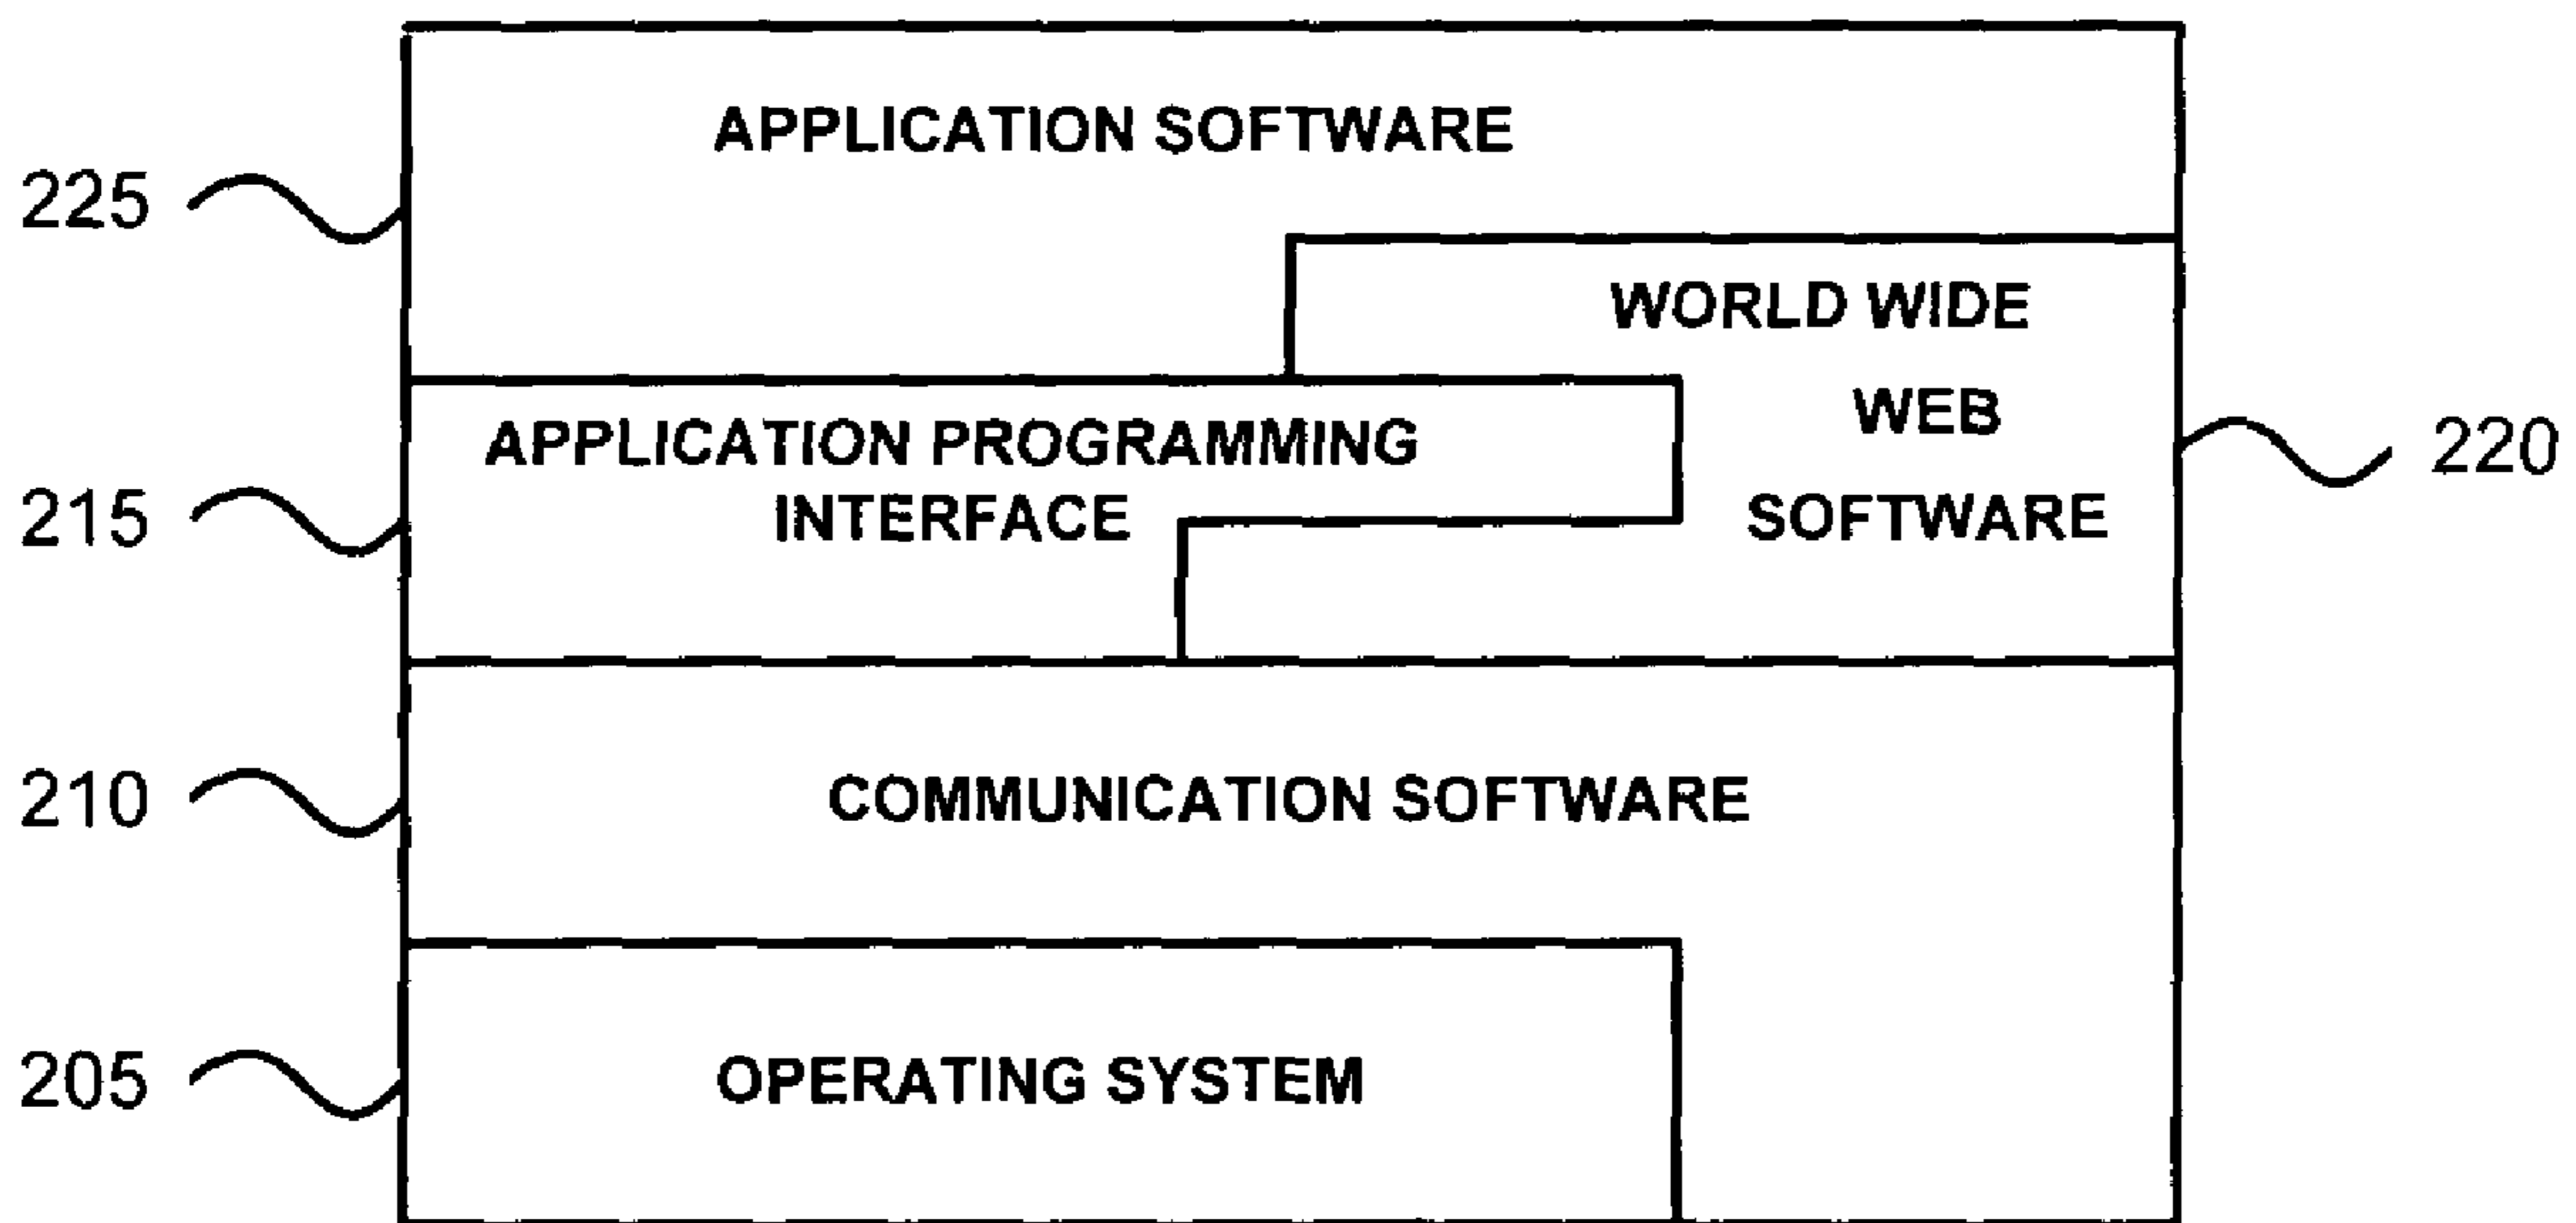 APPLICATION SOFTWARE
225
WORLD WIDE
WEB
SOFTWARE
220
APPLICATION PROGRAMMING
INTERFACE
215
210
COMMUNICATION SOFTWARE
205
OPERATING SYSTEM